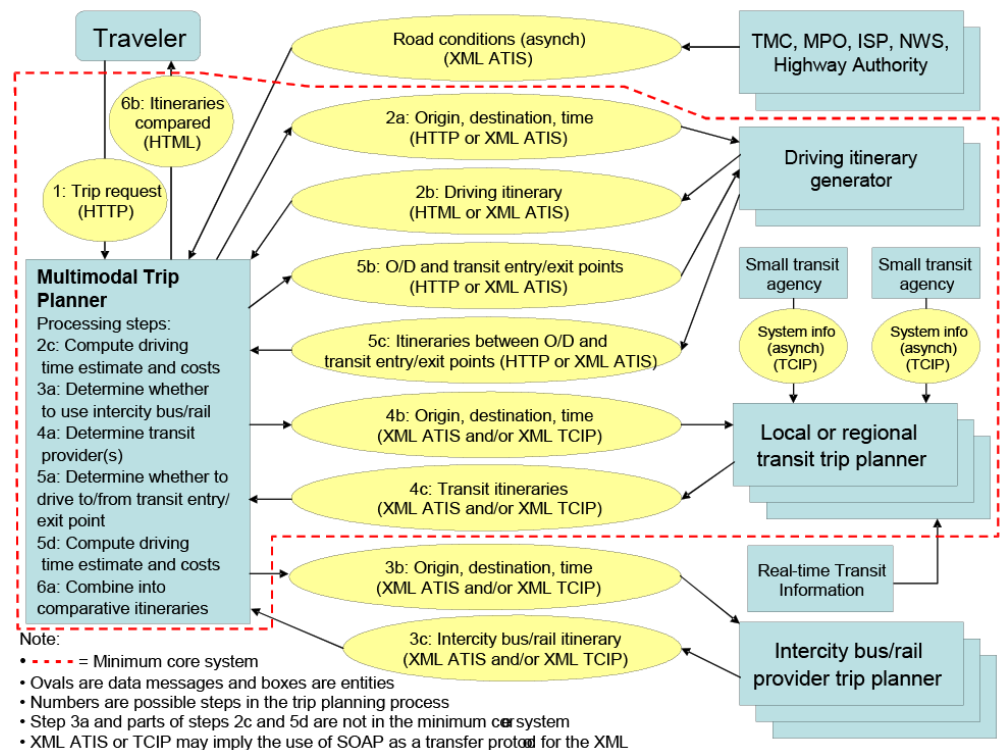 Traveler
Road conditions (asynch)
(XML ATIS)
TMC, MPO, ISP, NWS,
Highway Authority
6b: Itineraries
compared
(HTML)
1: Trip request
(HTTP)
2a: Origin, destination, time
(HTTP or XML ATIS)
Driving itinerary
generator
2b: Driving itinerary
(HTML or XML ATIS)
5b: O/D and transit entry/exit points
(HTTP or XML ATIS)
5c: Itineraries between O/D and
transit entry/exit points (HTTP or XML ATIS)
Small transit
agency
Small transit
agency
System info
(asynch)
(TCIP)
System info
(asynch)
(TCIP)
Multimodal Trip
Planner
Processing steps:
2c: Compute driving
time estimate and costs
3a: Determine whether
to use intercity bus/rail
4a: Determine transit
provider(s)
5a: Determine whether to
drive to/from transit entry/
exit point
5d: Compute driving
time estimate and costs
6a: Combine into
comparative itineraries
4b: Origin, destination, time
(XML ATIS and/or XML TCIP)
Local or regional
transit trip planner
4c: Transit itineraries
(XML ATIS and/or XML TCIP)
3b: Origin, destination, time
(XML ATIS and/or XML TCIP)
Real-time Transit
Information
3c: Intercity bus/rail itinerary
(XML ATIS and/or XML TCIP)
Intercity bus/rail
provider trip planner
Note:
• = Minimum core system
• Ovals are data messages and boxes are entities
• Numbers are possible steps in the trip planning process
• Step 3a and parts of steps 2c and 5d are not in the minimum system
• XML ATIS or TCIP may imply the use of SOAP as a transfer for the XML